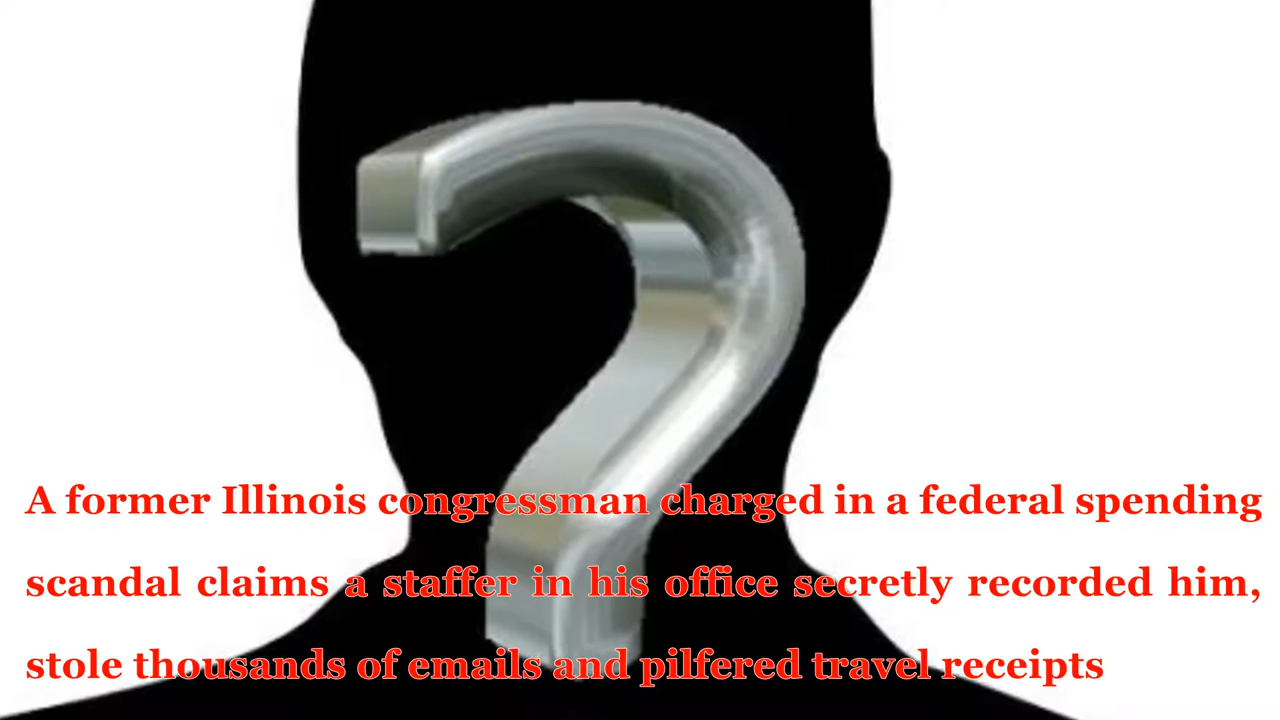 A former Illinois congressman charged in a federal spending
scandal claims a staffer in his office secretly recorded him,
stole thousands of emails and pilfered travel receipts